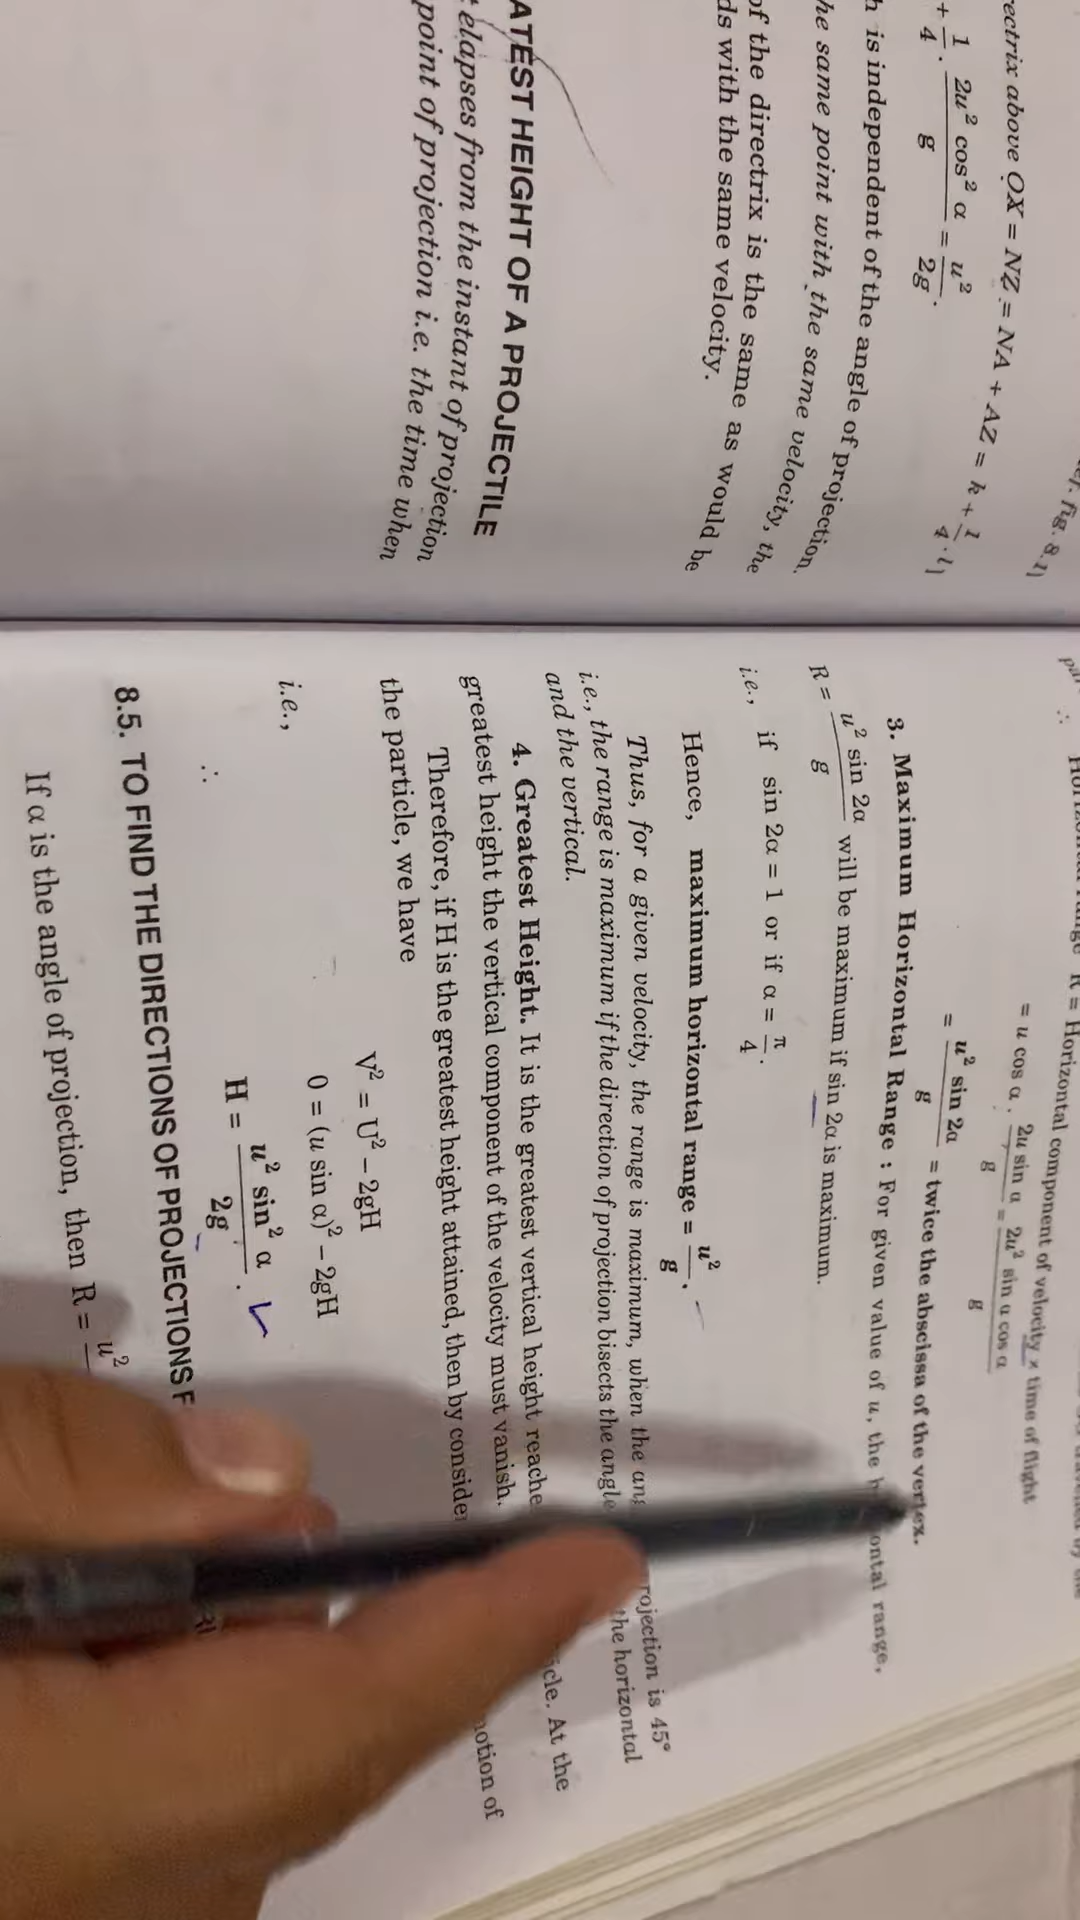 rectrix above OX = NZ = NA + AZ = k + 1/4 · l)
+ 1/4 · 2u² cos² α / g = u² / 2g .
h is independent of the angle of projection.
he same point with the same velocity, the
of the directrix is the same as would be
ds with the same velocity.
ATEST HEIGHT OF A PROJECTILE
elapses from the instant of projection
point of projection i.e. the time when
R = Horizontal component of velocity × time of flight
= u cos α . 2u sin α / g = 2u² sin α cos α / g
= u² sin 2α / g = twice the abscissa of the vertex.
3. Maximum Horizontal Range : For given value of u, the ontal range,
R = u² sin 2α / g will be maximum if sin 2α is maximum.
i.e., if sin 2α = 1 or if α = π/4 .
Hence, maximum horizontal range = u²/g .
Thus, for a given velocity, the range is maximum, when the rojection is 45°
i.e., the range is maximum if the direction of projection bisects the angle the horizontal
and the vertical.
4. Greatest Height. It is the greatest vertical height reache icle. At the
greatest height the vertical component of the velocity must vanish.
Therefore, if H is the greatest height attained, then by consider otion of
the particle, we have
V² = U² – 2gH
i.e., 0 = (u sin α)² – 2gH
∴ H = u² sin² α / 2g .
8.5. TO FIND THE DIRECTIONS OF PROJECTIONS F
If α is the angle of projection, then R = u²